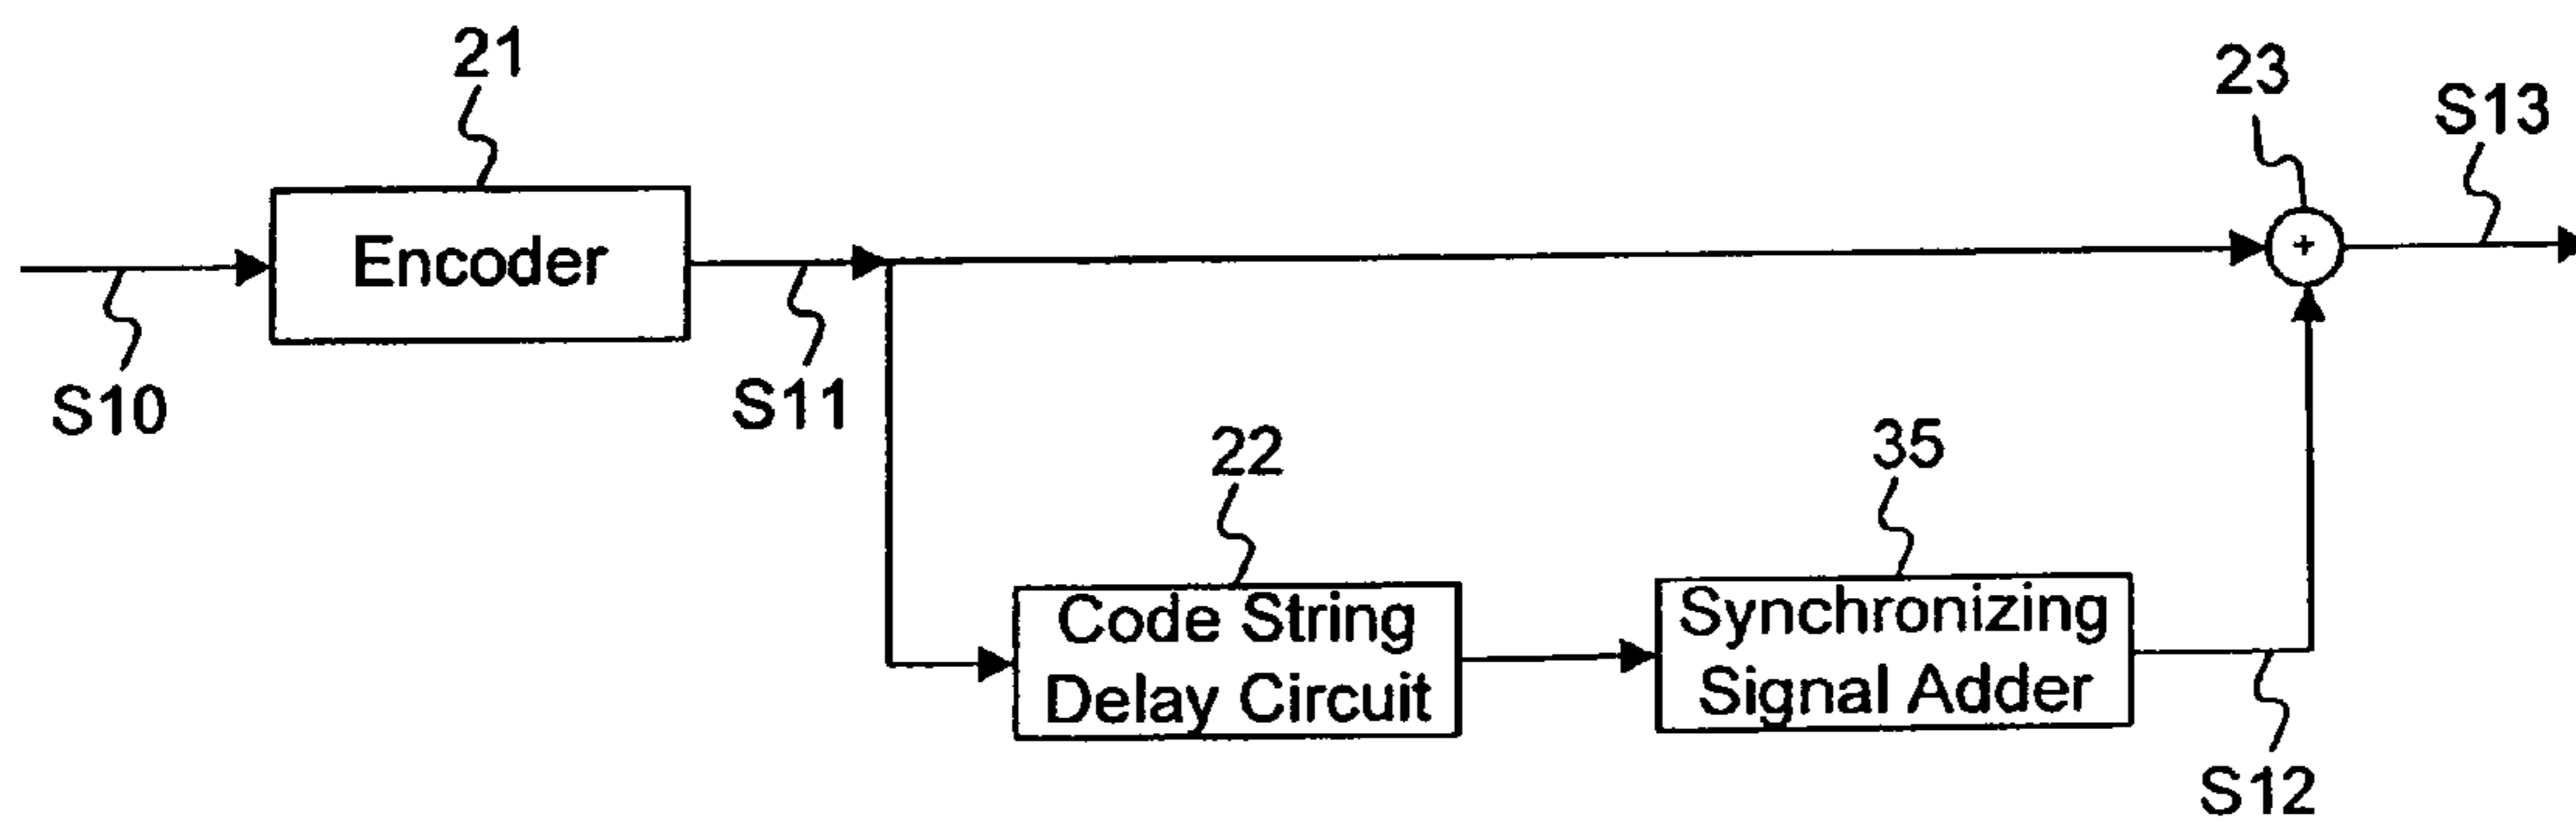 21
23
S13
Encoder
+
S10
S11
22
35
Code String
Delay Circuit
Synchronizing
Signal Adder
S12